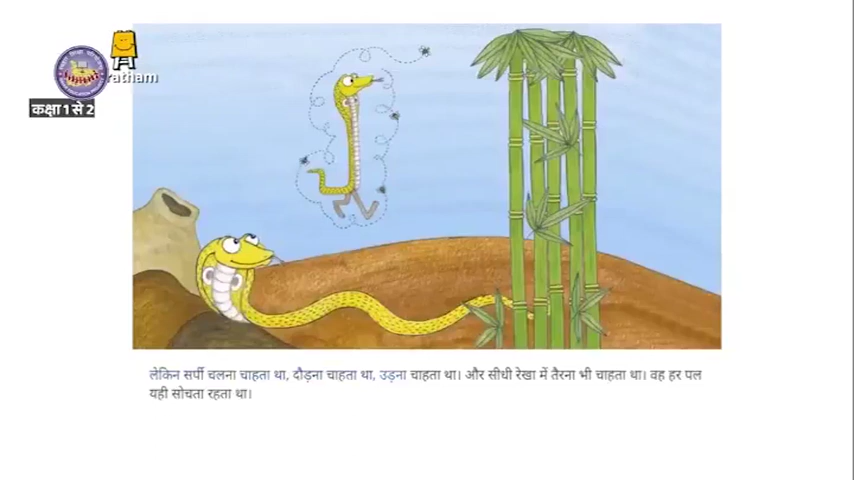 ratham
कक्षा 1 से 2
लेकिन सर्पी चलना चाहता था, दौड़ना चाहता था, उड़ना चाहता था। और सीधी रेखा में तैरना भी चाहता था। वह हर पल
यही सोचता रहता था।